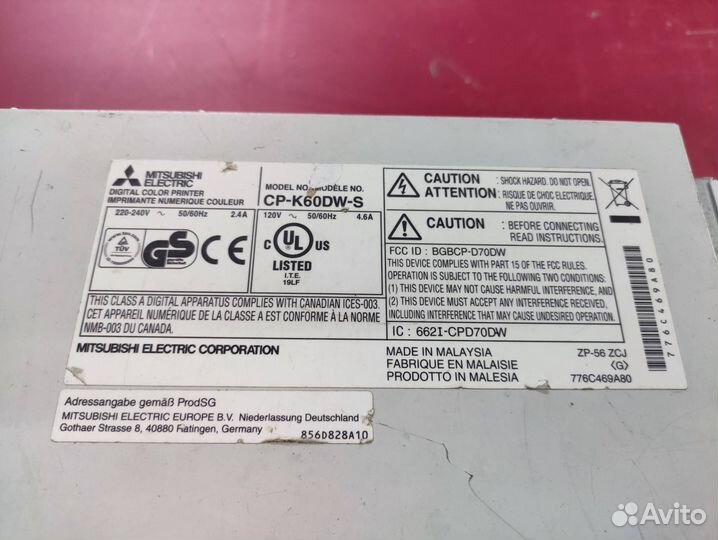 MITSUBISHI
ELECTRIC
DIGITAL COLOR PRINTER
IMPRIMANTE NUMERIQUE COULEUR
220-240V ~ 50/60Hz 2.4A
MODEL NO./MODÈLE NO.
CP-K60DW-S
120V ~ 50/60Hz 4.6A
TÜV
GS
CE
C UL US
LISTED
I.T.E.
19LF
THIS CLASS A DIGITAL APPARATUS COMPLIES WITH CANADIAN ICES-003.
CET APPAREIL NUMÉRIQUE DE LA CLASSE A EST CONFORME À LA NORME
NMB-003 DU CANADA.
MITSUBISHI ELECTRIC CORPORATION
CAUTION : SHOCK HAZARD. DO NOT OPEN.
ATTENTION : RISQUE DE CHOC ELECTRIQUE
NE PAS OUVRIR.
CAUTION : BEFORE CONNECTING
READ INSTRUCTIONS.
FCC ID : BGBCP-D70DW
THIS DEVICE COMPLIES WITH PART 15 OF THE FCC RULES.
OPERATION IS SUBJECT TO THE FOLLOWING TWO CONDITIONS:
(1) THIS DEVICE MAY NOT CAUSE HARMFUL INTERFERENCE, AND
(2) THIS DEVICE MUST ACCEPT ANY INTERFERENCE RECEIVED,
INCLUDING INTERFERENCE THAT MAY CAUSE UNDESIRED OPERATION.
IC : 662I-CPD70DW
MADE IN MALAYSIA ZP-56 ZCJ
FABRIQUE EN MALAISIE <G>
PRODUTO IN MALESIA 776C469A80
776C469A80
Adressangabe gemäß ProdSG
MITSUBISHI ELECTRIC EUROPE B.V. Niederlassung Deutschland
Gothaer Strasse 8, 40880 Ratingen, Germany 856D828A10
Avito